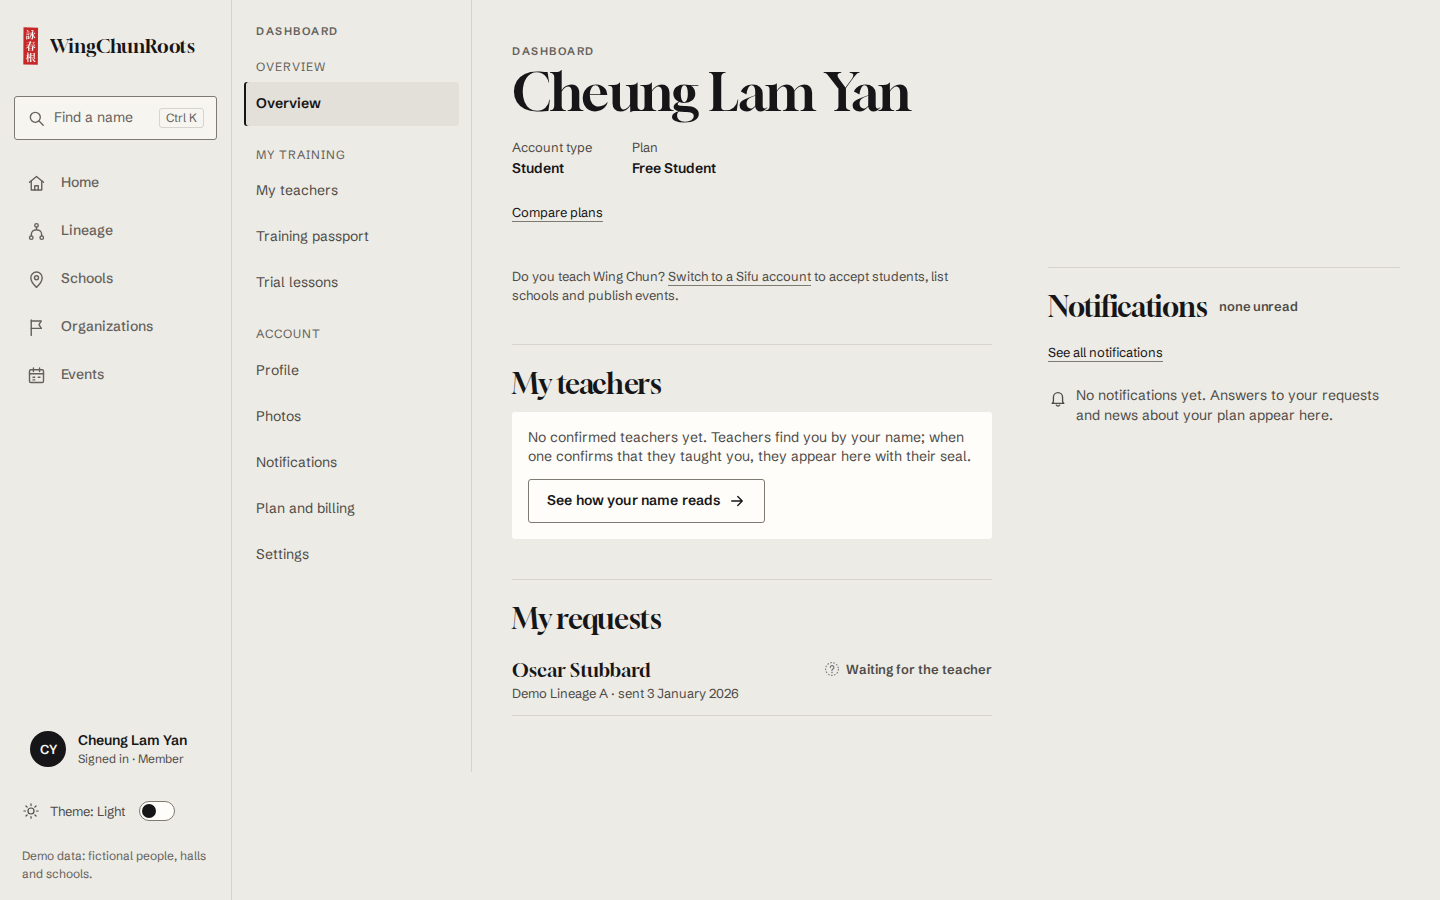 詠春根
WingChunRoots
Find a name
Ctrl K
Home
Lineage
Schools
Organizations
Events
CY
Cheung Lam Yan
Signed in · Member
Theme: Light
Demo data: fictional people, halls
and schools.
DASHBOARD
OVERVIEW
Overview
MY TRAINING
My teachers
Training passport
Trial lessons
ACCOUNT
Profile
Photos
Notifications
Plan and billing
Settings
DASHBOARD
Cheung Lam Yan
Account type
Student
Plan
Free Student
Compare plans
Do you teach Wing Chun? Switch to a Sifu account to accept students, list
schools and publish events.
My teachers
No confirmed teachers yet. Teachers find you by your name; when
one confirms that they taught you, they appear here with their seal.
See how your name reads
My requests
Oscar Stubbard
Waiting for the teacher
Demo Lineage A · sent 3 January 2026
Notifications none unread
See all notifications
No notifications yet. Answers to your requests
and news about your plan appear here.